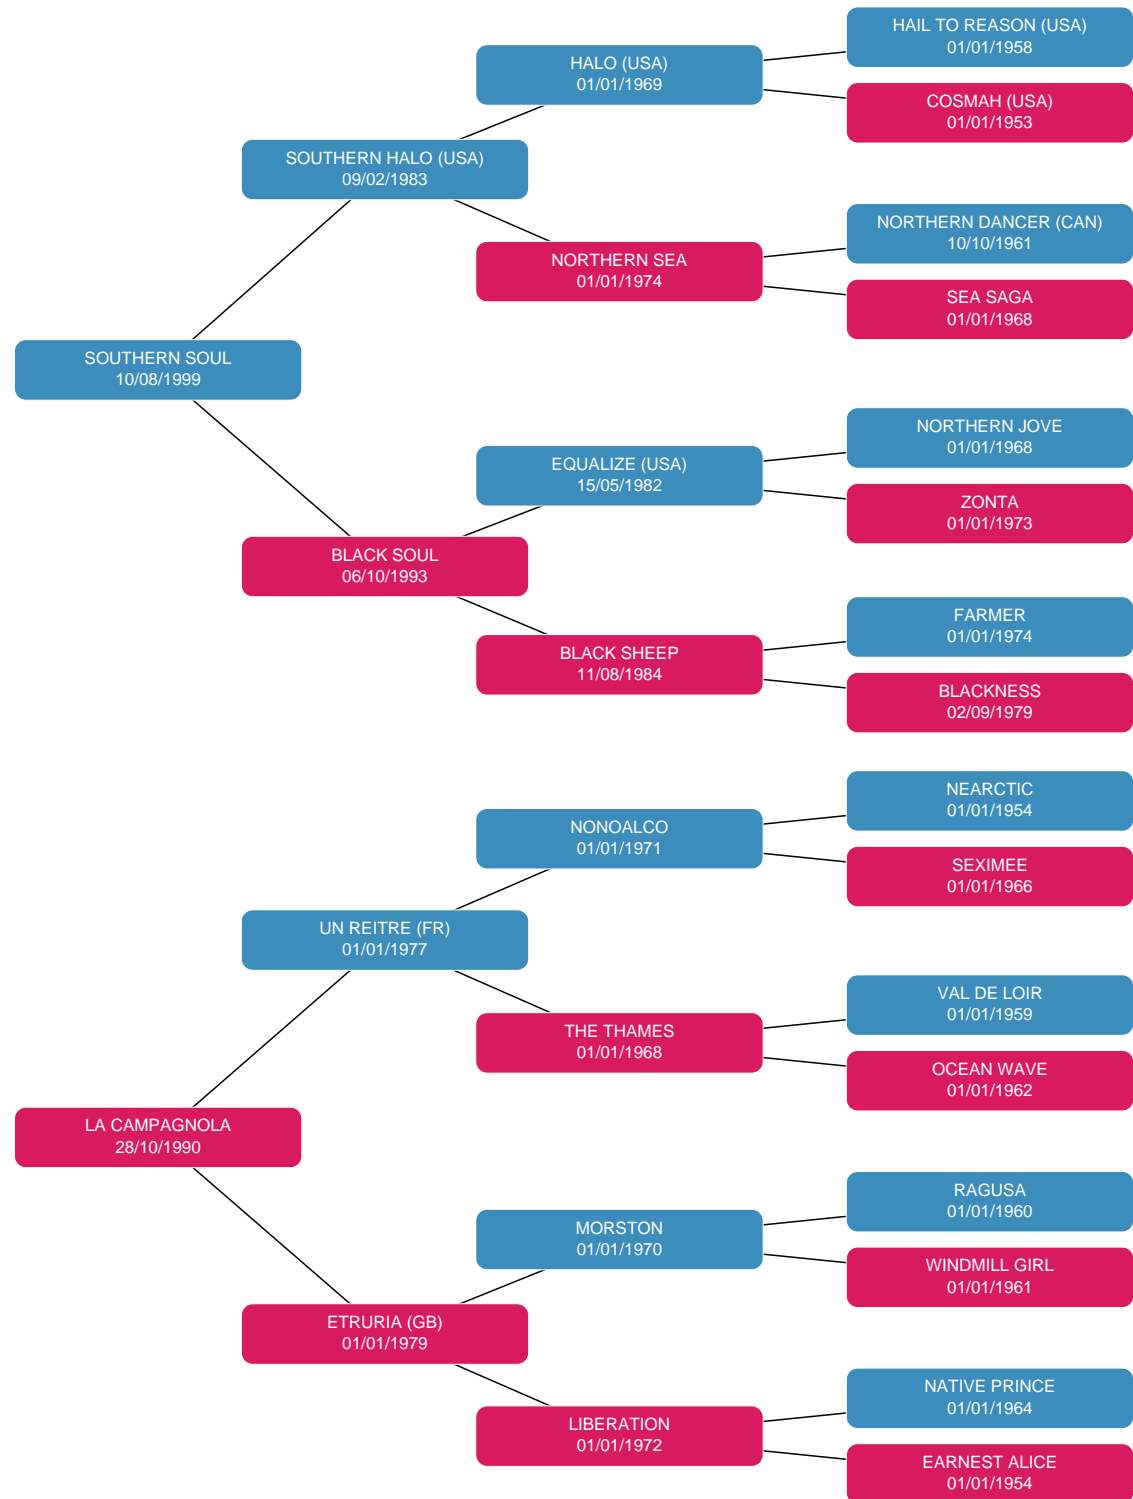 HAIL TO REASON (USA)
01/01/1958
HALO (USA)
01/01/1969
COSMAH (USA)
01/01/1953
SOUTHERN HALO (USA)
09/02/1983
NORTHERN DANCER (CAN)
10/10/1961
NORTHERN SEA
01/01/1974
SEA SAGA
01/01/1968
SOUTHERN SOUL
10/08/1999
NORTHERN JOVE
01/01/1968
EQUALIZE (USA)
15/05/1982
ZONTA
01/01/1973
BLACK SOUL
06/10/1993
FARMER
01/01/1974
BLACK SHEEP
11/08/1984
BLACKNESS
02/09/1979
NEARCTIC
01/01/1954
NONOALCO
01/01/1971
SEXIMEE
01/01/1966
UN REITRE (FR)
01/01/1977
VAL DE LOIR
01/01/1959
THE THAMES
01/01/1968
OCEAN WAVE
01/01/1962
LA CAMPAGNOLA
28/10/1990
RAGUSA
01/01/1960
MORSTON
01/01/1970
WINDMILL GIRL
01/01/1961
ETRURIA (GB)
01/01/1979
NATIVE PRINCE
01/01/1964
LIBERATION
01/01/1972
EARNEST ALICE
01/01/1954